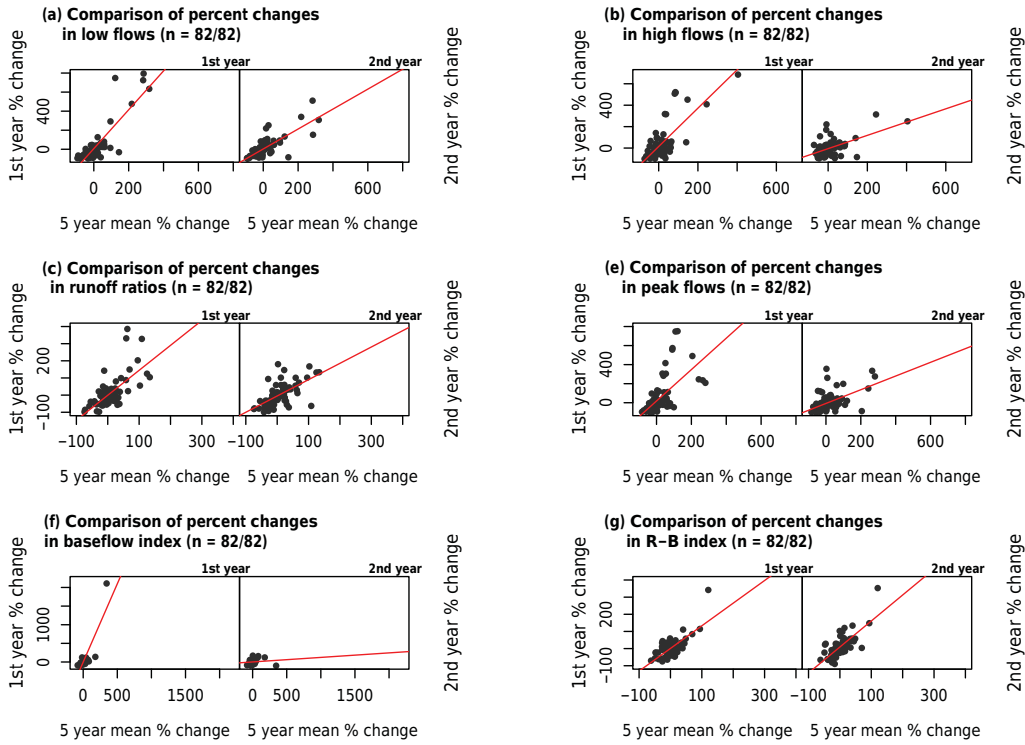 (a) Comparison of percent changes
in low flows (n = 82/82)
1st year
2nd year
1st year % change
2nd year % change
0 400
0 200 600
0 200 600
5 year mean % change
5 year mean % change
(b) Comparison of percent changes
in high flows (n = 82/82)
1st year
2nd year
1st year % change
2nd year % change
0 400
0 200 600
0 200 600
5 year mean % change
5 year mean % change
(c) Comparison of percent changes
in runoff ratios (n = 82/82)
1st year
2nd year
1st year % change
2nd year % change
−100 200
−100 100 300
−100 100 300
5 year mean % change
5 year mean % change
(e) Comparison of percent changes
in peak flows (n = 82/82)
1st year
2nd year
1st year % change
2nd year % change
0 400
0 200 600
0 200 600
5 year mean % change
5 year mean % change
(f) Comparison of percent changes
in baseflow index (n = 82/82)
1st year
2nd year
1st year % change
2nd year % change
0 1000
0 500 1500
0 500 1500
5 year mean % change
5 year mean % change
(g) Comparison of percent changes
in R−B index (n = 82/82)
1st year
2nd year
1st year % change
2nd year % change
−100 200
−100 100 300
−100 100 300
5 year mean % change
5 year mean % change